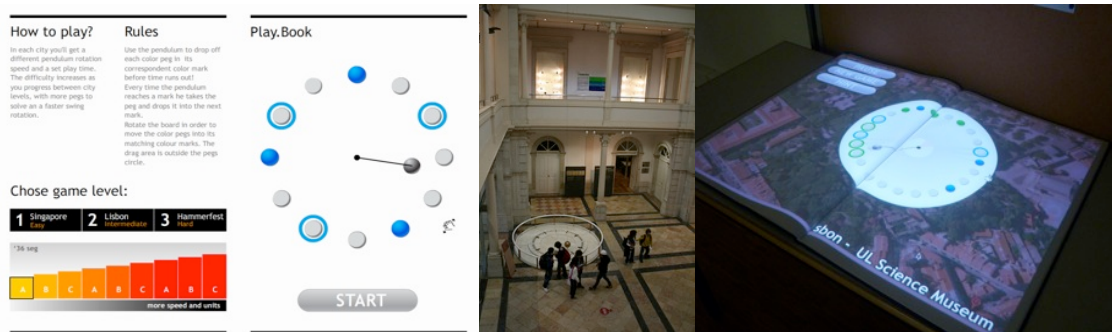 How to play?
In each city you'll get a
different pendulum rotation
speed and a set play time.
The difficulty increases as
you progress between city
levels, with more pegs to
solve an a faster swing
rotation.
Rules
Use the pendulum to drop off
each color peg in its
correspondent color mark
before time runs out!
Every time the pendulum
reaches a mark he takes the
peg and drops it into the next
mark.
Rotate the board in order to
move the color pegs into its
matching colour marks. The
drag area is outside the pegs
circle.
Chose game level:
1 Singapore Easy
2 Lisbon Intermediate
3 Hammerfest Hard
*36 seg
A B C A B C A B C
more speed and units
Play.Book
START
sbon - UL Science Museum